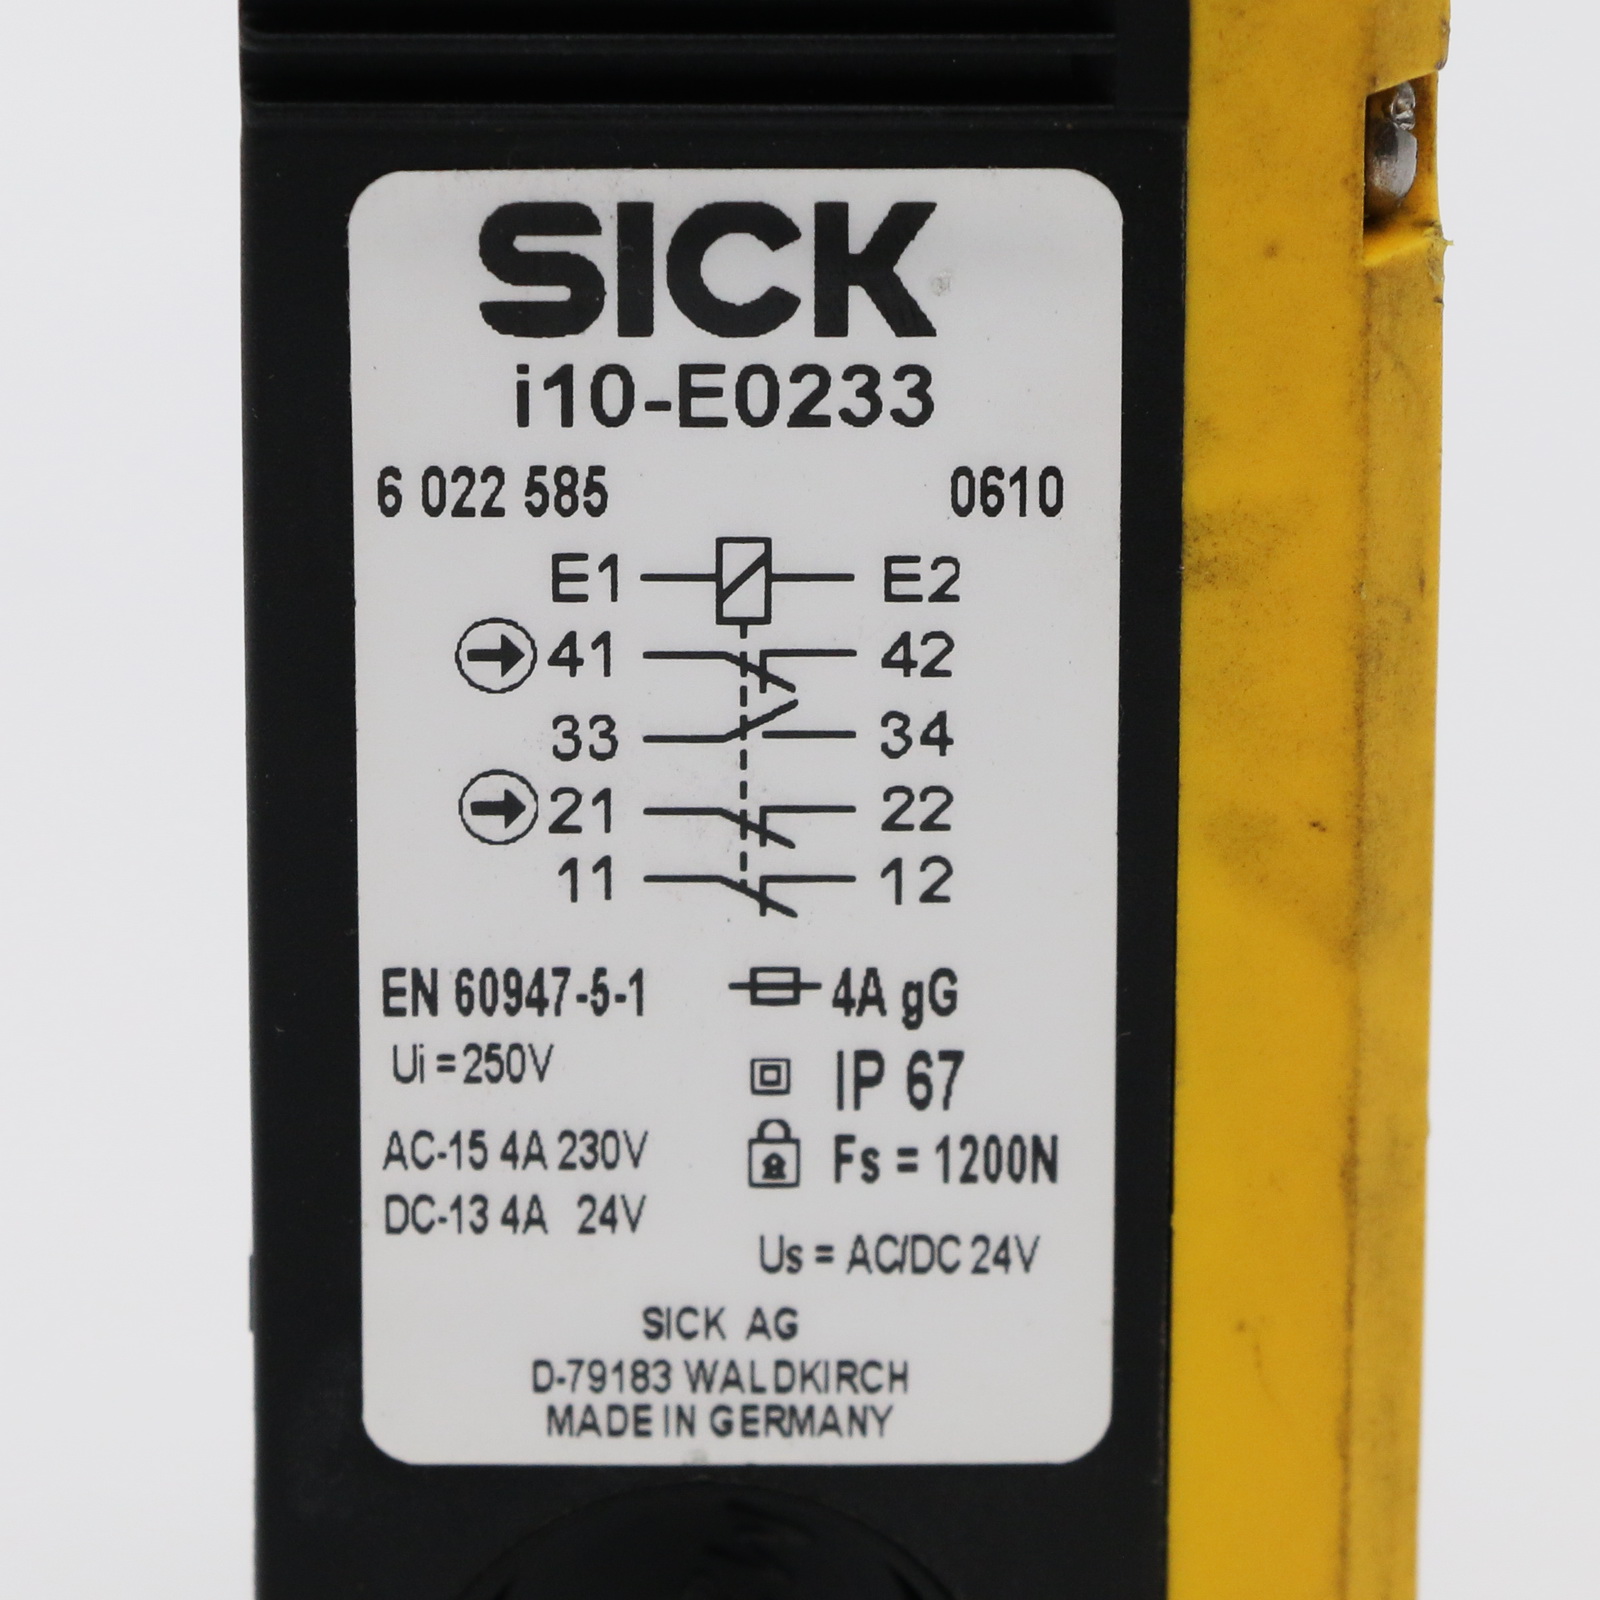 SICK
i10-E0233
6 022 585 0610
E1 E2
41 42
33 34
21 22
11 12
EN 60947-5-1 4A gG
Ui = 250V IP 67
AC-15 4A 230V Fs = 1200N
DC-13 4A 24V
Us = AC/DC 24V
SICK AG
D-79183 WALDKIRCH
MADE IN GERMANY